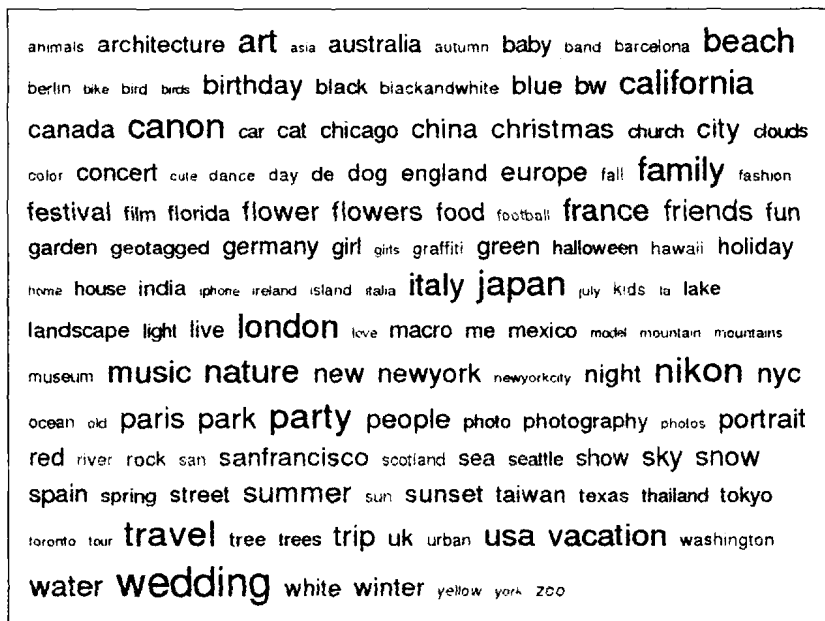 animals architecture art asia australia autumn baby band barcelona beach
berlin bike bird birds birthday black blackandwhite blue bw california
canada canon car cat chicago china christmas church city clouds
color concert cute dance day de dog england europe fall family fashion
festival film florida flower flowers food football france friends fun
garden geotagged germany girl girls graffiti green halloween hawaii holiday
home house india iphone ireland island italia italy japan july kids la lake
landscape light live london love macro me mexico model mountain mountains
museum music nature new newyork newyorkcity night nikon nyc
ocean old paris park party people photo photography photos portrait
red river rock san sanfrancisco scotland sea seattle show sky snow
spain spring street summer sun sunset taiwan texas thailand tokyo
toronto tour travel tree trees trip uk urban usa vacation washington
water wedding white winter yellow york zoo